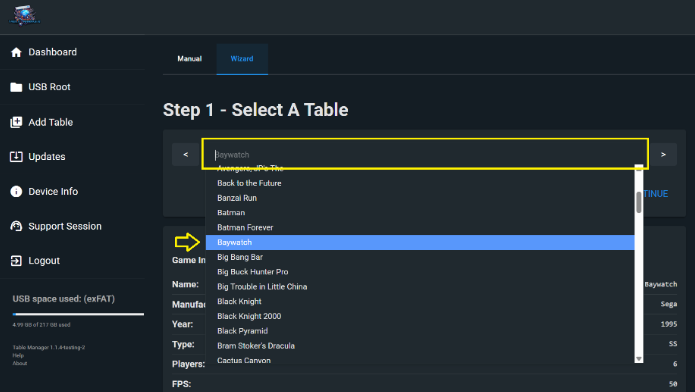 Dashboard
USB Root
Add Table
Updates
Device Info
Support Session
Logout
USB space used: (exFAT)
4.99 GB of 217 GB used
Table Manager 1.1.#-testing-2
Help
About
Manual
Wizard
Step 1 - Select A Table
<
Baywatch
>
Avengers, JP's The
Back to the Future
Banzai Run
Batman
Batman Forever
Baywatch
Big Bang Bar
Big Buck Hunter Pro
Big Trouble in Little China
Black Knight
Black Knight 2000
Black Pyramid
Bram Stoker's Dracula
Cactus Canyon
TINUE
Game In
Name: Baywatch
Manufac Sega
Year: 1995
Type: SS
Players: 6
FPS: 50